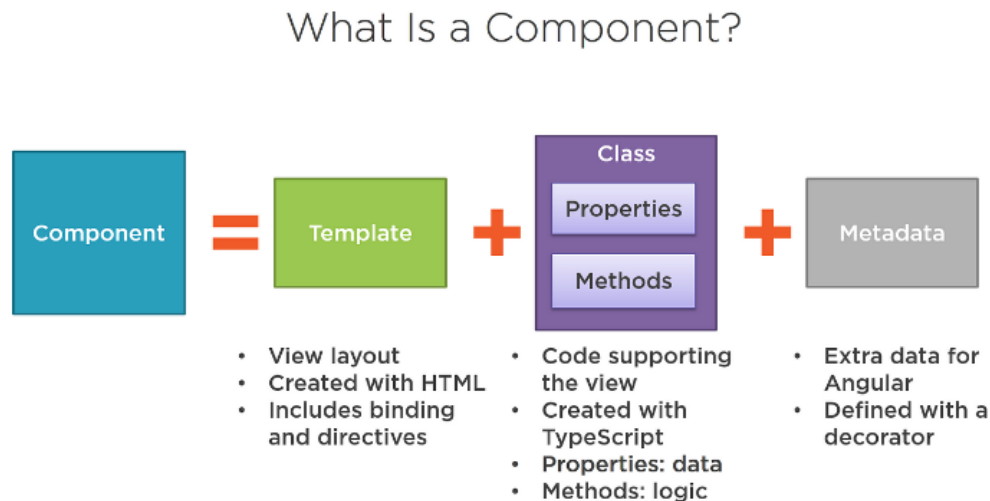 What Is a Component?
Component
Template
Class
Properties
Methods
Metadata
• View layout
• Created with HTML
• Includes binding
and directives
• Code supporting
the view
• Created with
TypeScript
• Properties: data
• Methods: logic
• Extra data for
Angular
• Defined with a
decorator